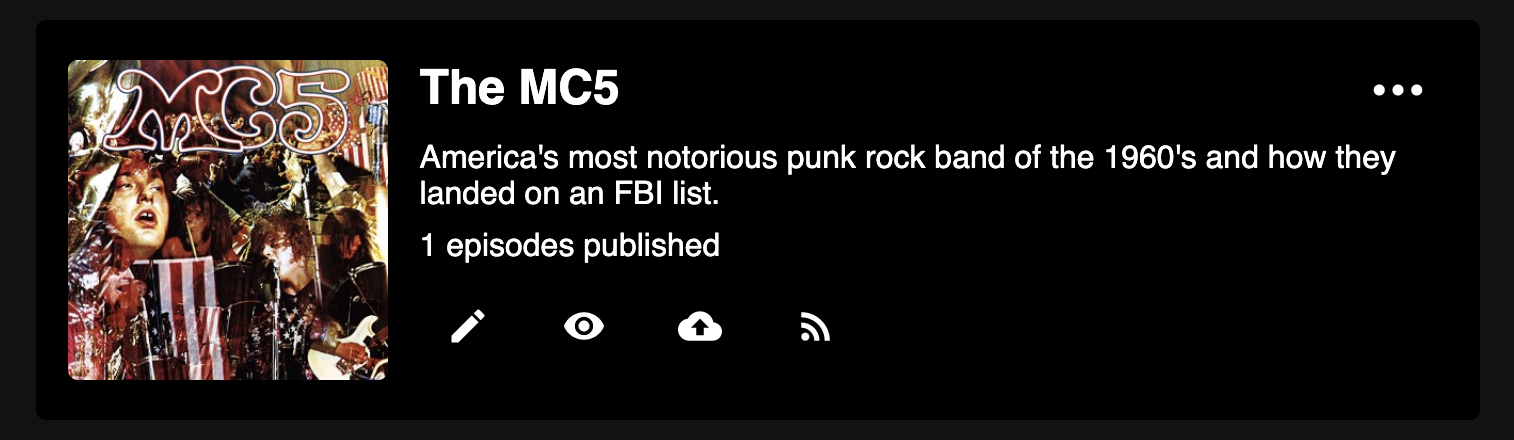 MC5
The MC5
America's most notorious punk rock band of the 1960's and how they
landed on an FBI list.
1 episodes published